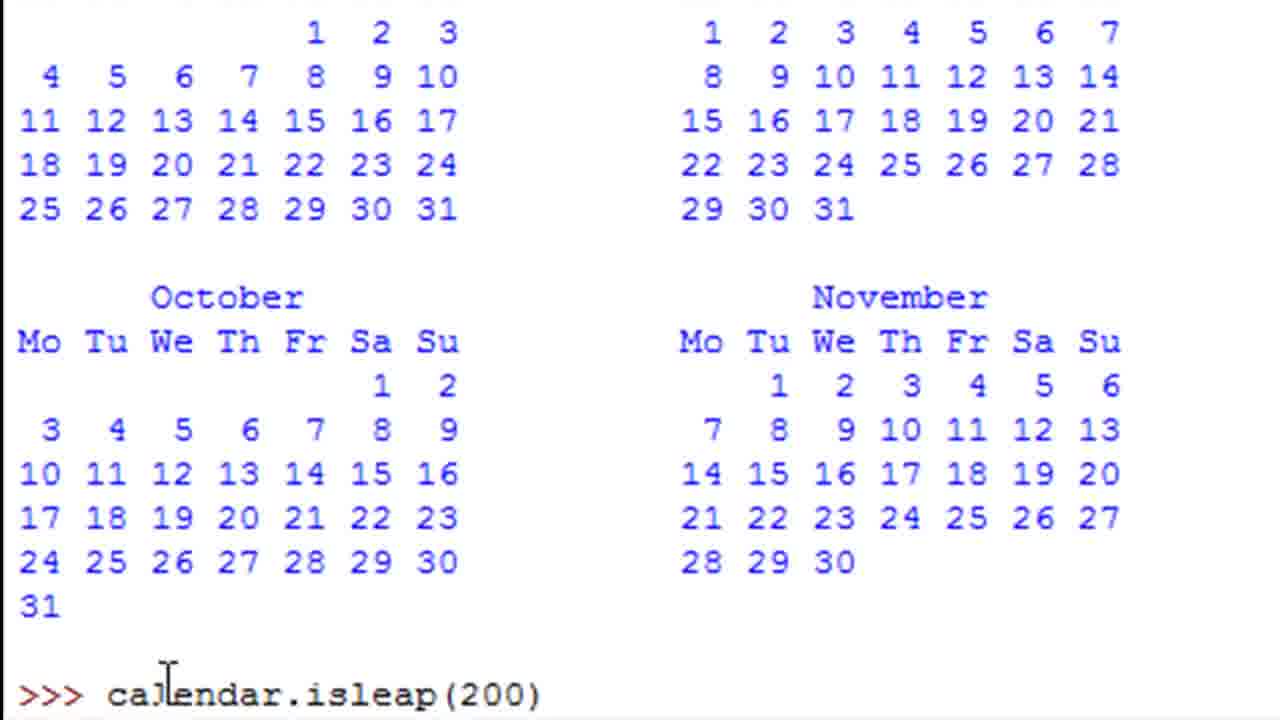 1  2  3            1  2  3  4  5  6  7
 4  5  6  7  8  9 10            8  9 10 11 12 13 14
11 12 13 14 15 16 17           15 16 17 18 19 20 21
18 19 20 21 22 23 24           22 23 24 25 26 27 28
25 26 27 28 29 30 31           29 30 31
October                       November
Mo Tu We Th Fr Sa Su           Mo Tu We Th Fr Sa Su
                1  2               1  2  3  4  5  6
 3  4  5  6  7  8  9            7  8  9 10 11 12 13
10 11 12 13 14 15 16           14 15 16 17 18 19 20
17 18 19 20 21 22 23           21 22 23 24 25 26 27
24 25 26 27 28 29 30           28 29 30
31
>>> calendar.isleap(200)